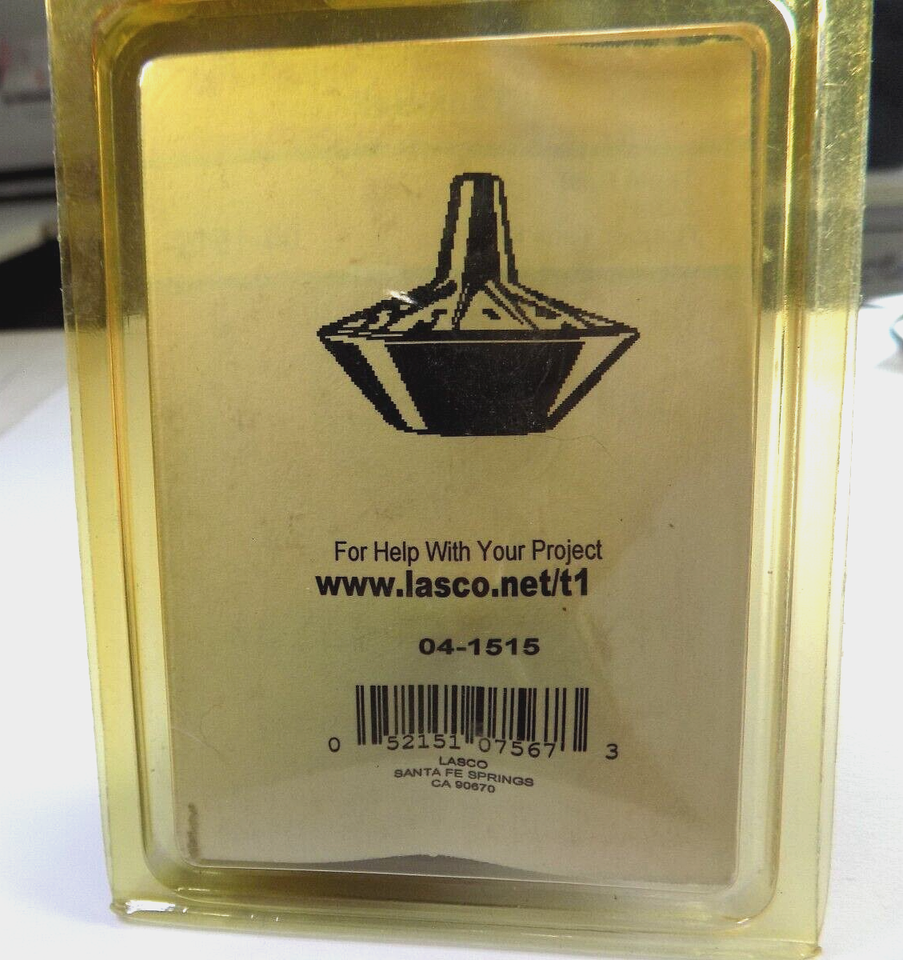 For Help With Your Project
www.lasco.net/t1
04-1515
0 52151 07567 3
LASCO
SANTA FE SPRINGS
CA 90670